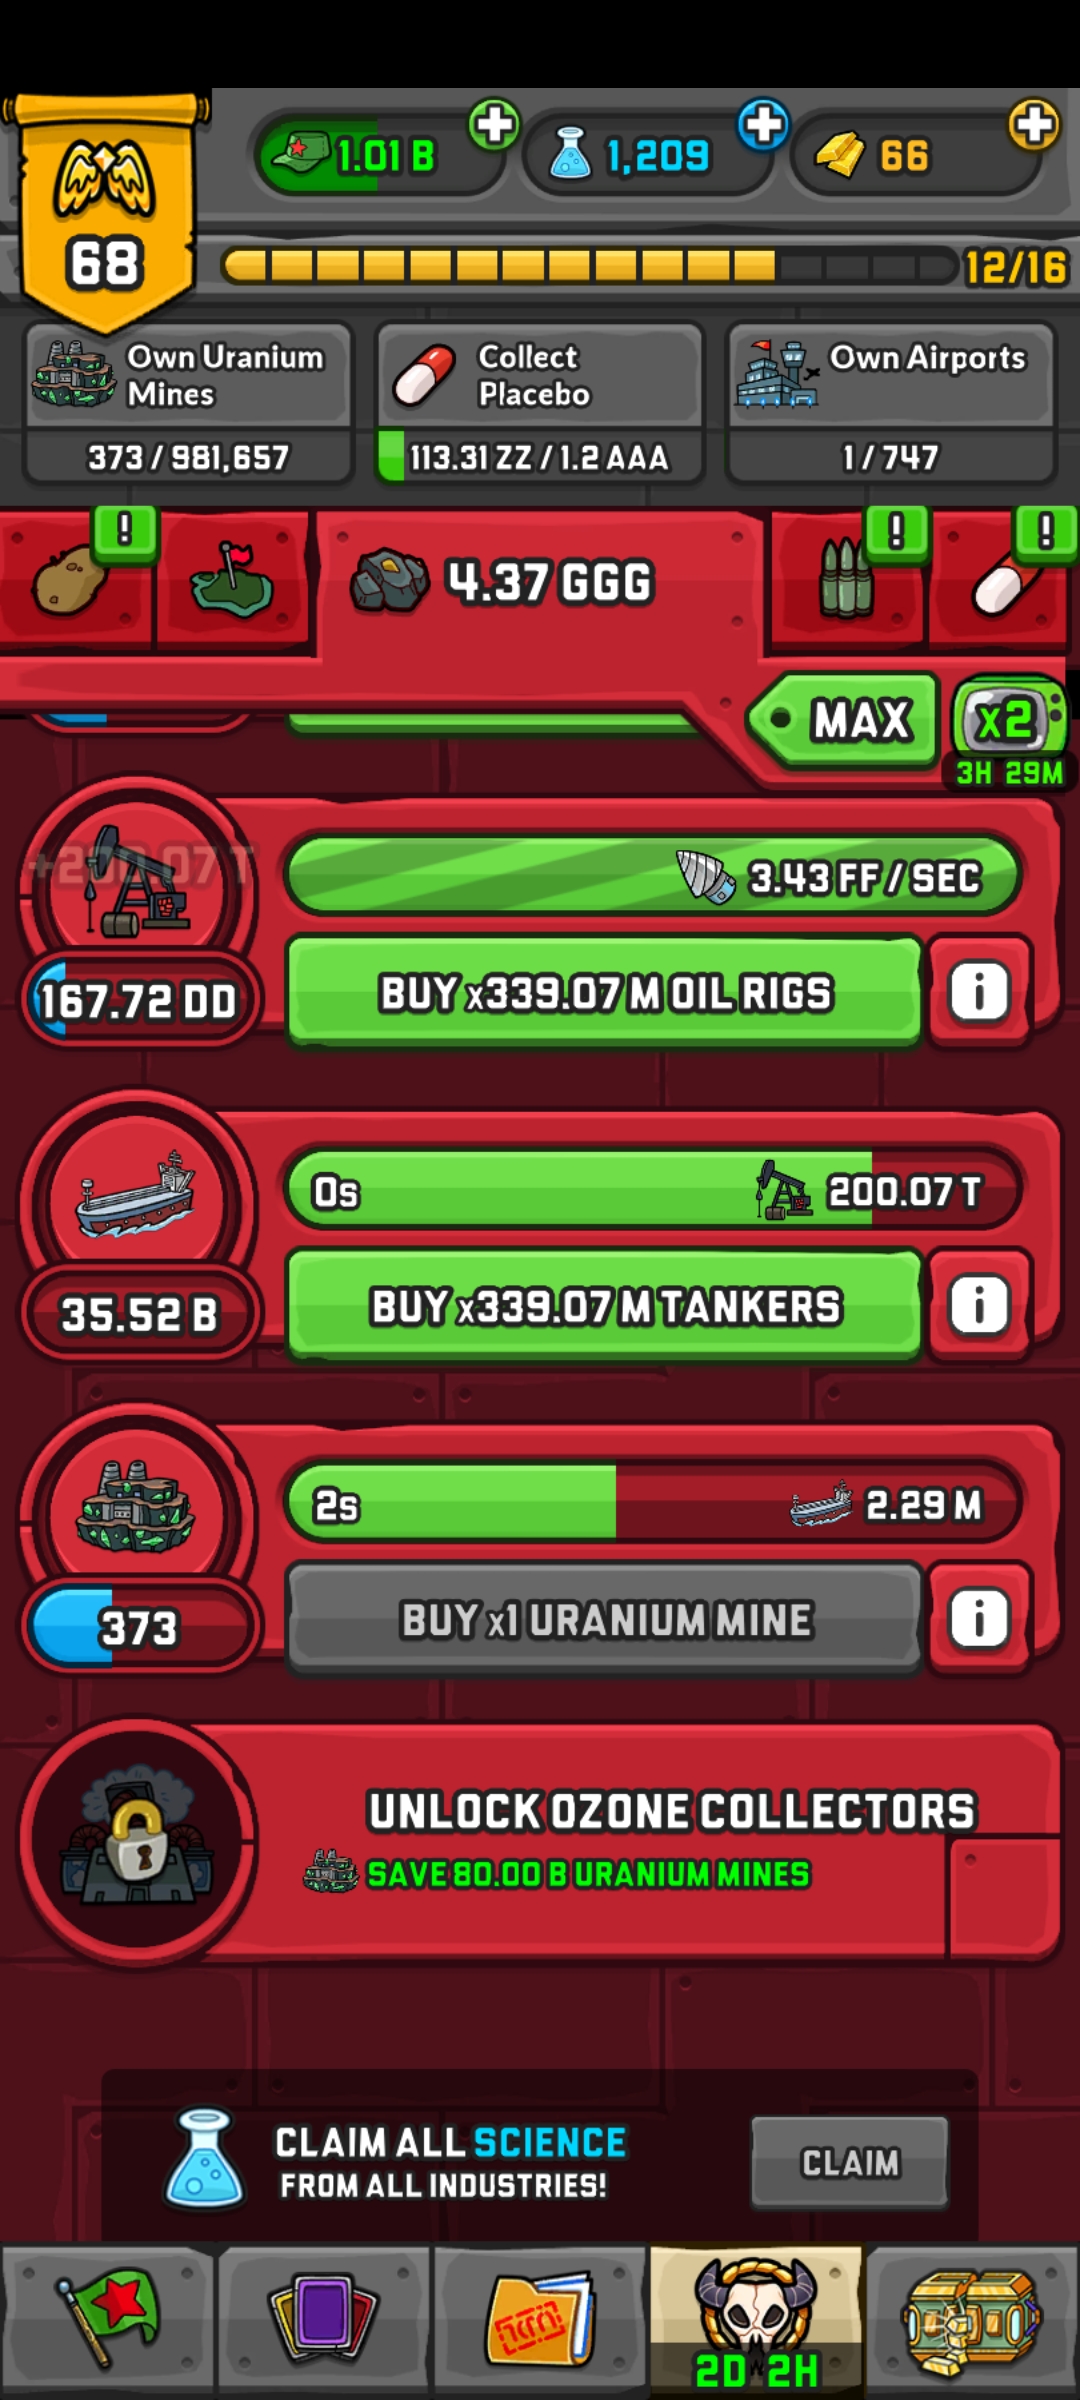 1.01 B
1,209
66
68
12/16
Own Uranium
Mines
373 / 981,657
Collect
Placebo
113.31 ZZ / 1.2 AAA
Own Airports
1 / 747
!
4.37 GGG
!
!
MAX
x2
3H 29M
+200.07 T
3.43 FF / SEC
167.72 DD
BUY x339.07 M OIL RIGS
i
0s
200.07 T
35.52 B
BUY x339.07 M TANKERS
i
2s
2.29 M
373
BUY x1 URANIUM MINE
i
UNLOCK OZONE COLLECTORS
SAVE 80.00 B URANIUM MINES
CLAIM ALL SCIENCE
FROM ALL INDUSTRIES!
CLAIM
2D 2H